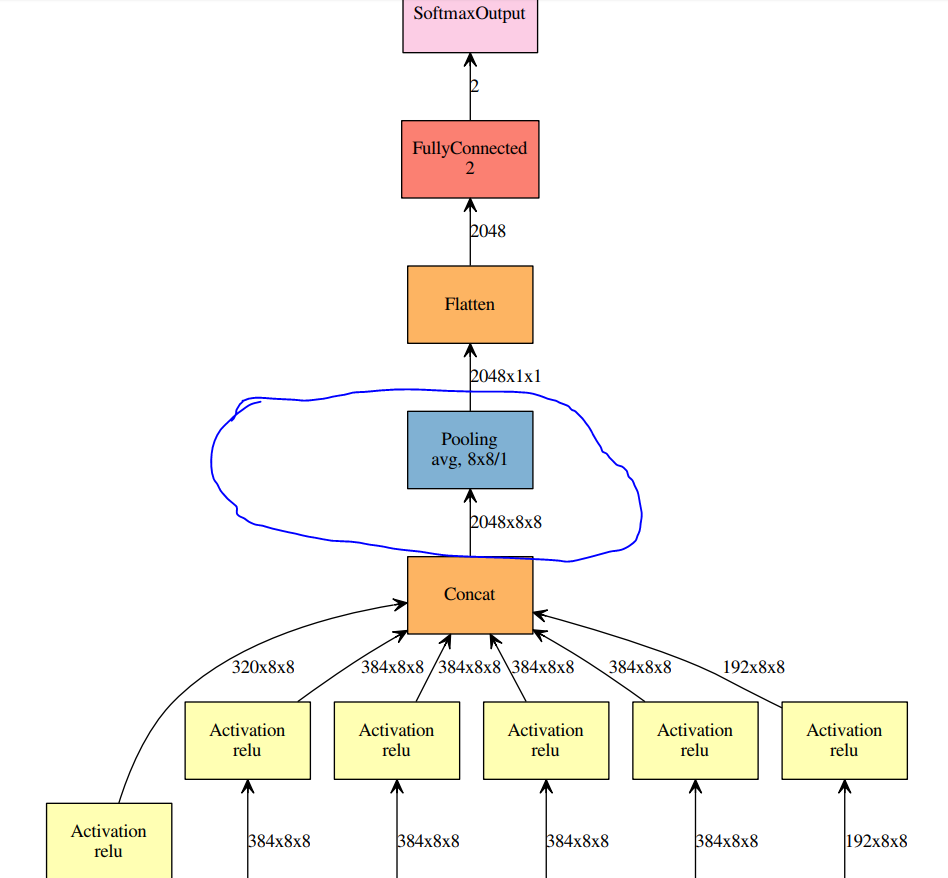 SoftmaxOutput
2
FullyConnected
2
2048
Flatten
2048x1x1
Pooling
avg, 8x8/1
2048x8x8
Concat
320x8x8
384x8x8
384x8x8
384x8x8
384x8x8
192x8x8
Activation
relu
Activation
relu
Activation
relu
Activation
relu
Activation
relu
Activation
relu
384x8x8
384x8x8
384x8x8
384x8x8
192x8x8